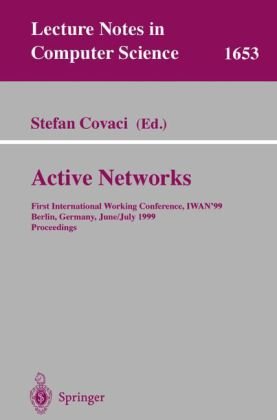 Lecture Notes in
Computer Science 1653
Stefan Covaci (Ed.)
Active Networks
First International Working Conference, IWAN'99
Berlin, Germany, June/July 1999
Proceedings
Springer